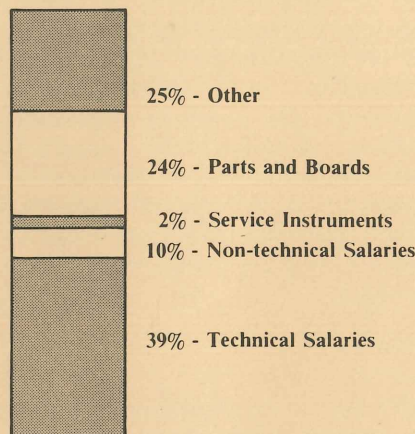 25% - Other
24% - Parts and Boards
2% - Service Instruments
10% - Non-technical Salaries
39% - Technical Salaries